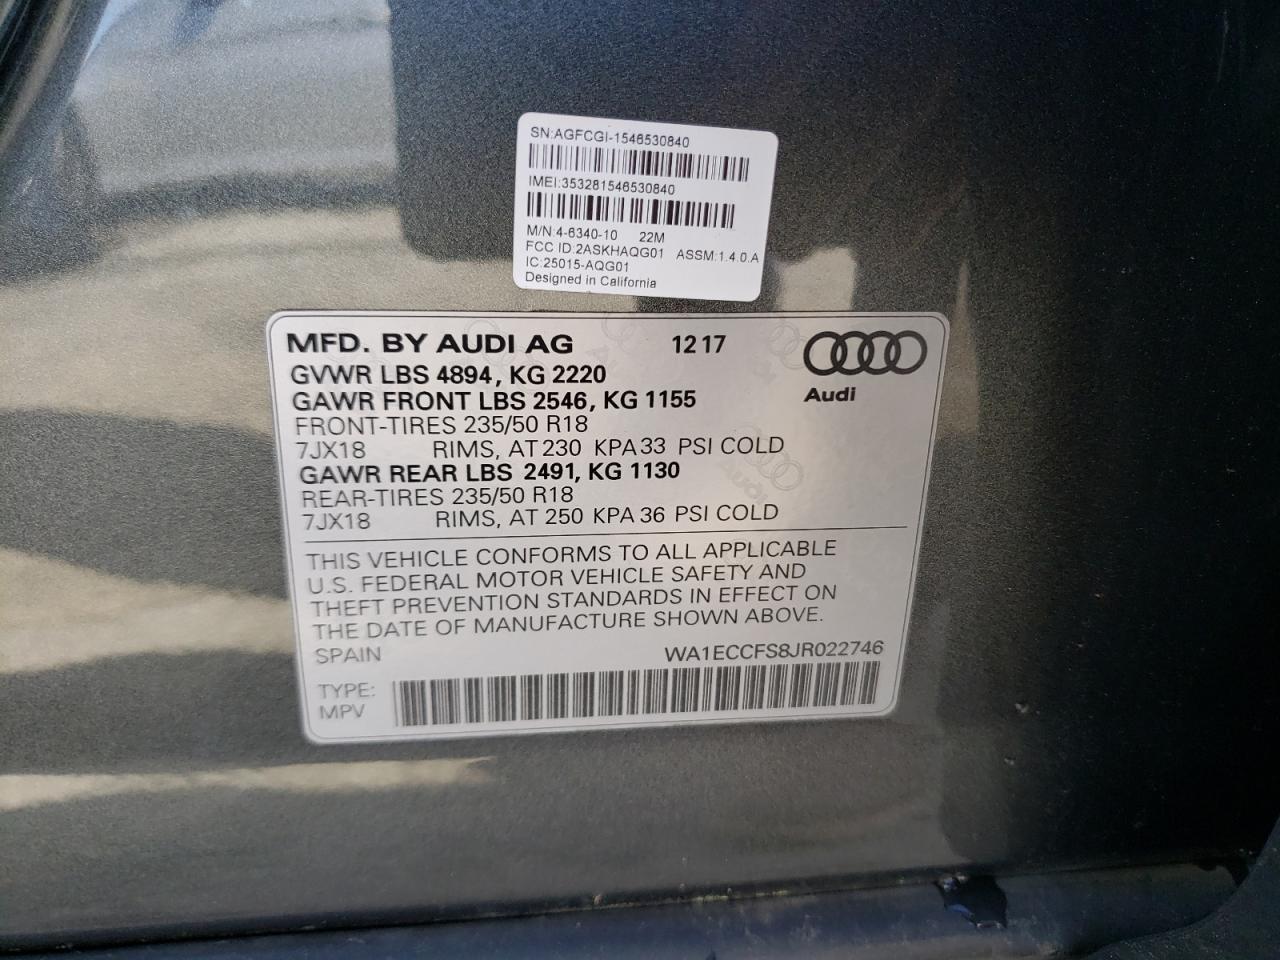 SN:AGFCGI-1546530840
IMEI:353281546530840
M/N:4-6340-10 22M
FCC ID:2ASKHAQG01 ASSM:1.4.0.A
IC:25015-AQG01
Designed in California
MFD. BY AUDI AG 12 17
GVWR LBS 4894, KG 2220
Audi
GAWR FRONT LBS 2546, KG 1155
FRONT-TIRES 235/50 R18
7JX18 RIMS, AT 230 KPA 33 PSI COLD
GAWR REAR LBS 2491, KG 1130
REAR-TIRES 235/50 R18
7JX18 RIMS, AT 250 KPA 36 PSI COLD
THIS VEHICLE CONFORMS TO ALL APPLICABLE
U.S. FEDERAL MOTOR VEHICLE SAFETY AND
THEFT PREVENTION STANDARDS IN EFFECT ON
THE DATE OF MANUFACTURE SHOWN ABOVE.
SPAIN WA1ECCFS8JR022746
TYPE:
MPV